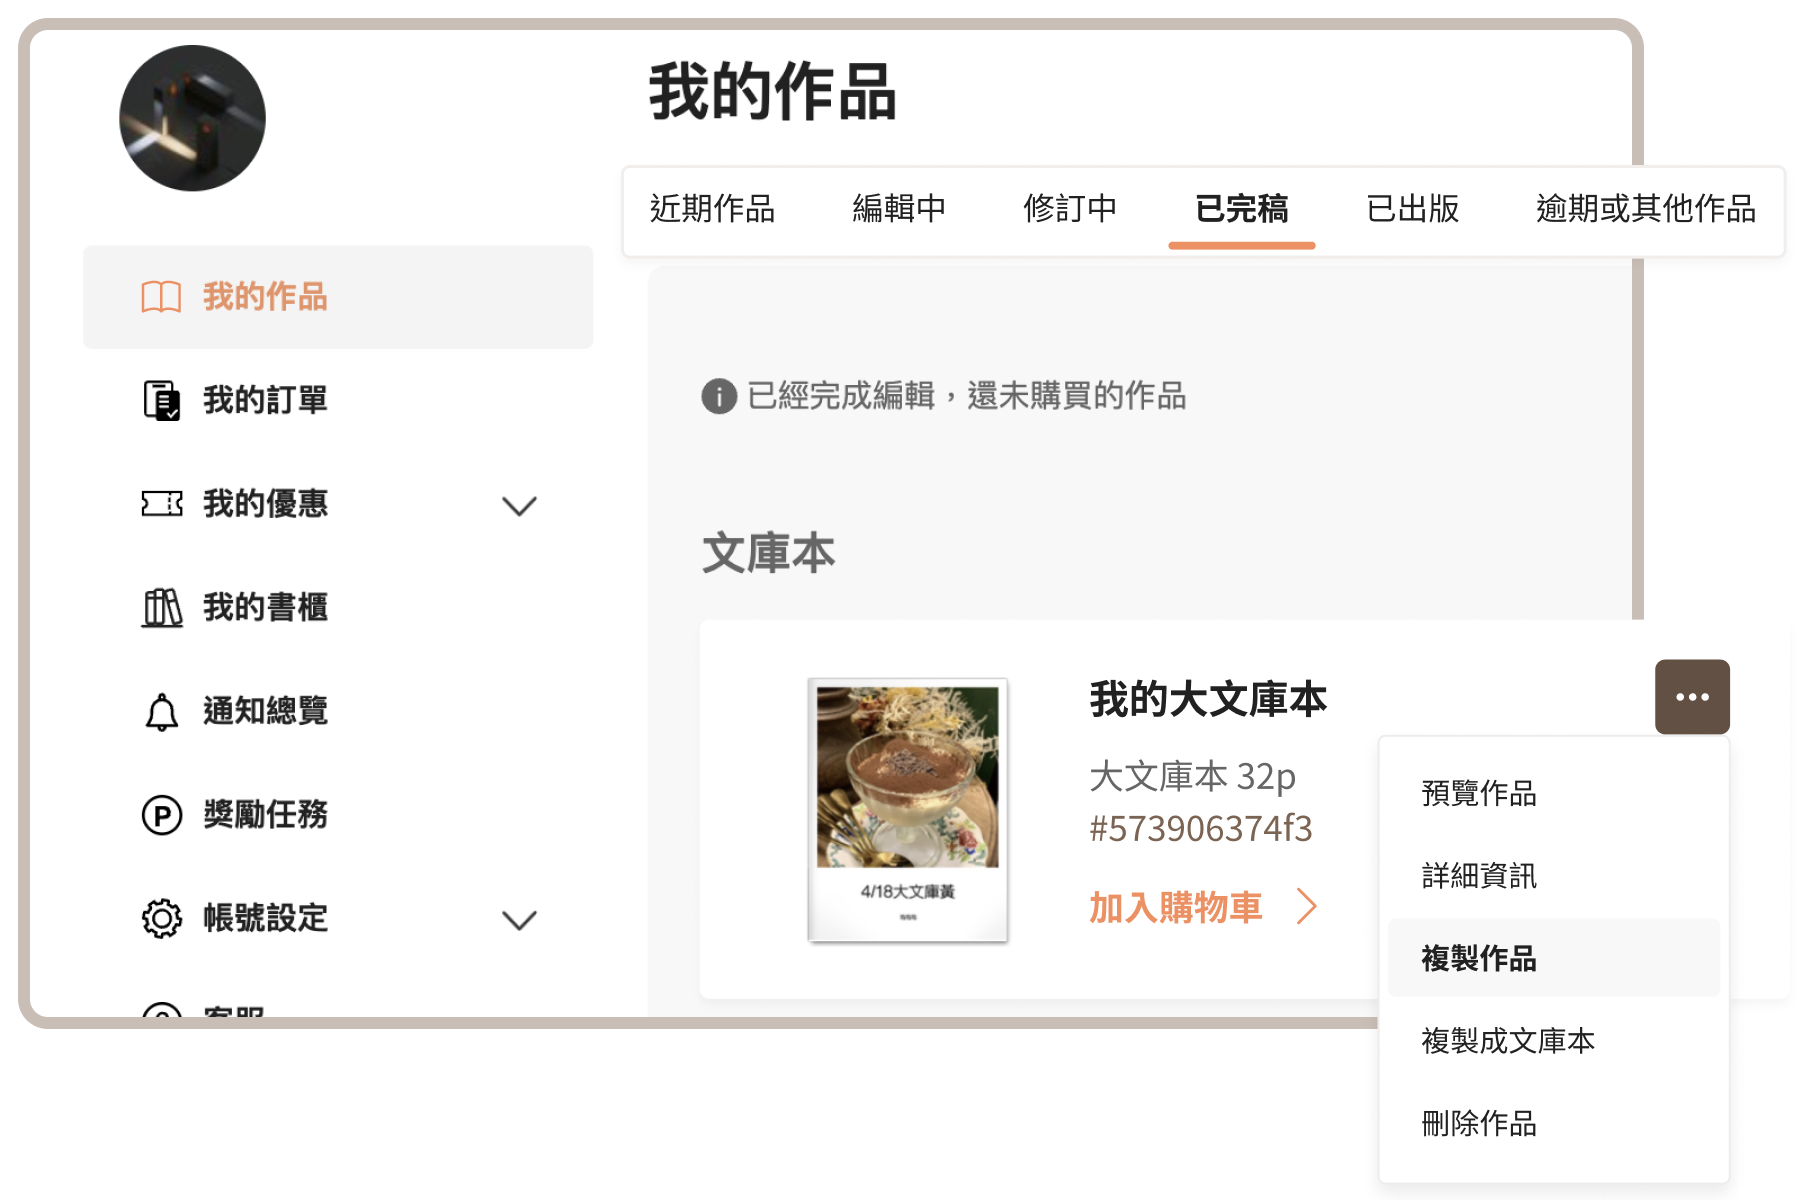 我的作品
近期作品
編輯中
修訂中
已完稿
已出版
逾期或其他作品
我的作品
我的訂單
我的優惠
我的書櫃
通知總覽
P
獎勵任務
帳號設定
客服
已經完成編輯，還未購買的作品
文庫本
4/18大文庫黃
我的大文庫本
大文庫本 32p
#573906374f3
加入購物車
預覽作品
詳細資訊
複製作品
複製成文庫本
刪除作品